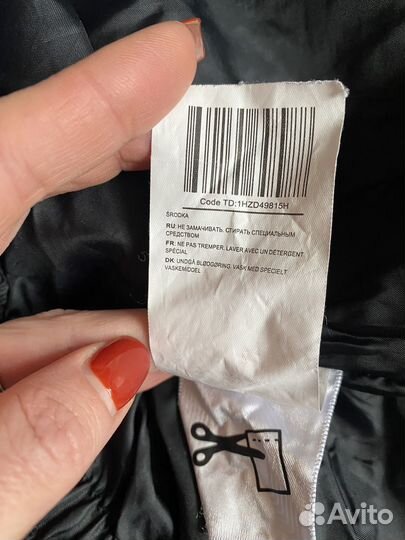 Code TD:1HZD49815H
ŚRODKA
RU: НЕ ЗАМАЧИВАТЬ. СТИРАТЬ СПЕЦИАЛЬНЫМ
СРЕДСТВОМ
FR: NE PAS TREMPER. LAVER AVEC UN DETERGENT
SPÉCIAL
DK: UNDGÅ BLØDGØRING. VASK MED SPECIELT
VASKEMIDDEL
Avito